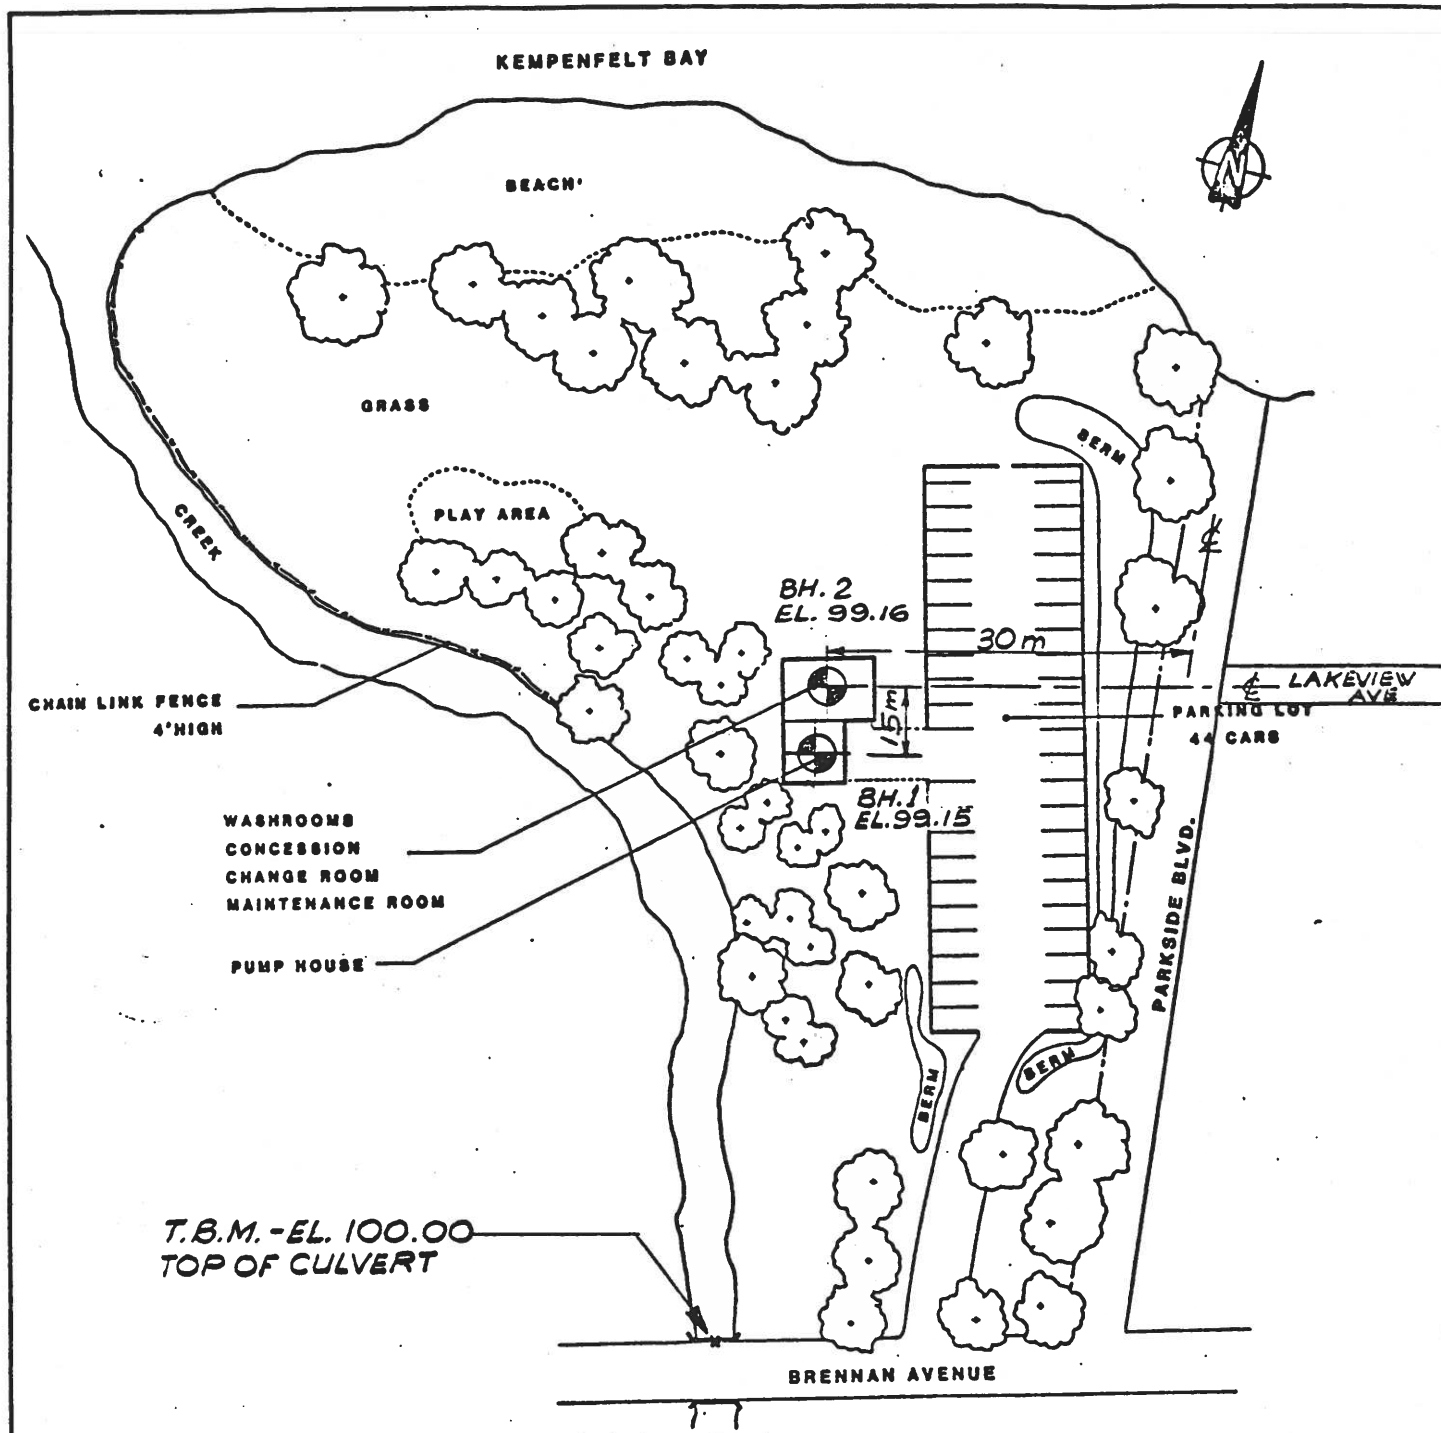 KEMPENFELT BAY
N
BEACH
GRASS
BERM
PLAY AREA
CREEK
℄
BH. 2
EL. 99.16
30 m
CHAIN LINK FENCE
4' HIGH
15m
℄ LAKEVIEW
AVE
PARKING LOT
44 CARS
BH. 1
EL. 99.15
WASHROOMS
CONCESSION
CHANGE ROOM
MAINTENANCE ROOM
PUMP HOUSE
PARKSIDE BLVD.
BERM
BERM
T.B.M. - EL. 100.00
TOP OF CULVERT
BRENNAN AVENUE